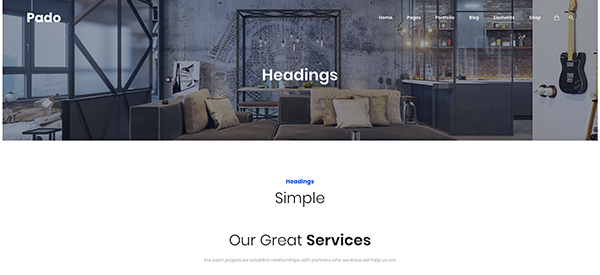 Pado
Home Pages Portfolio Blog Elements Shop
Headings
Headings
Simple
Our Great Services
For each project we establish relationships with partners who we know will help us cre